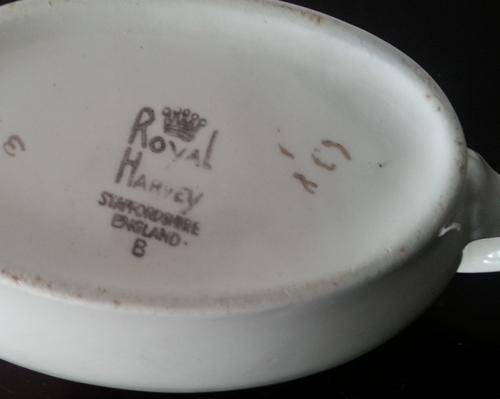 ROYAL
HARVEY
STAFFORDSHIRE
ENGLAND.
B